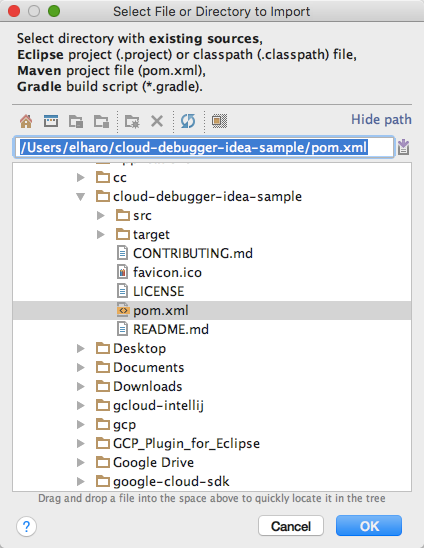 Select File or Directory to Import
Select directory with existing sources,
Eclipse project (.project) or classpath (.classpath) file,
Maven project file (pom.xml),
Gradle build script (*.gradle).
Hide path
/Users/elharo/cloud-debugger-idea-sample/pom.xml
cc
cloud-debugger-idea-sample
src
target
CONTRIBUTING.md
favicon.ico
LICENSE
pom.xml
README.md
Desktop
Documents
Downloads
gcloud-intellij
gcp
GCP_Plugin_for_Eclipse
Google Drive
google-cloud-sdk
Drag and drop a file into the space above to quickly locate it in the tree
?
Cancel
OK